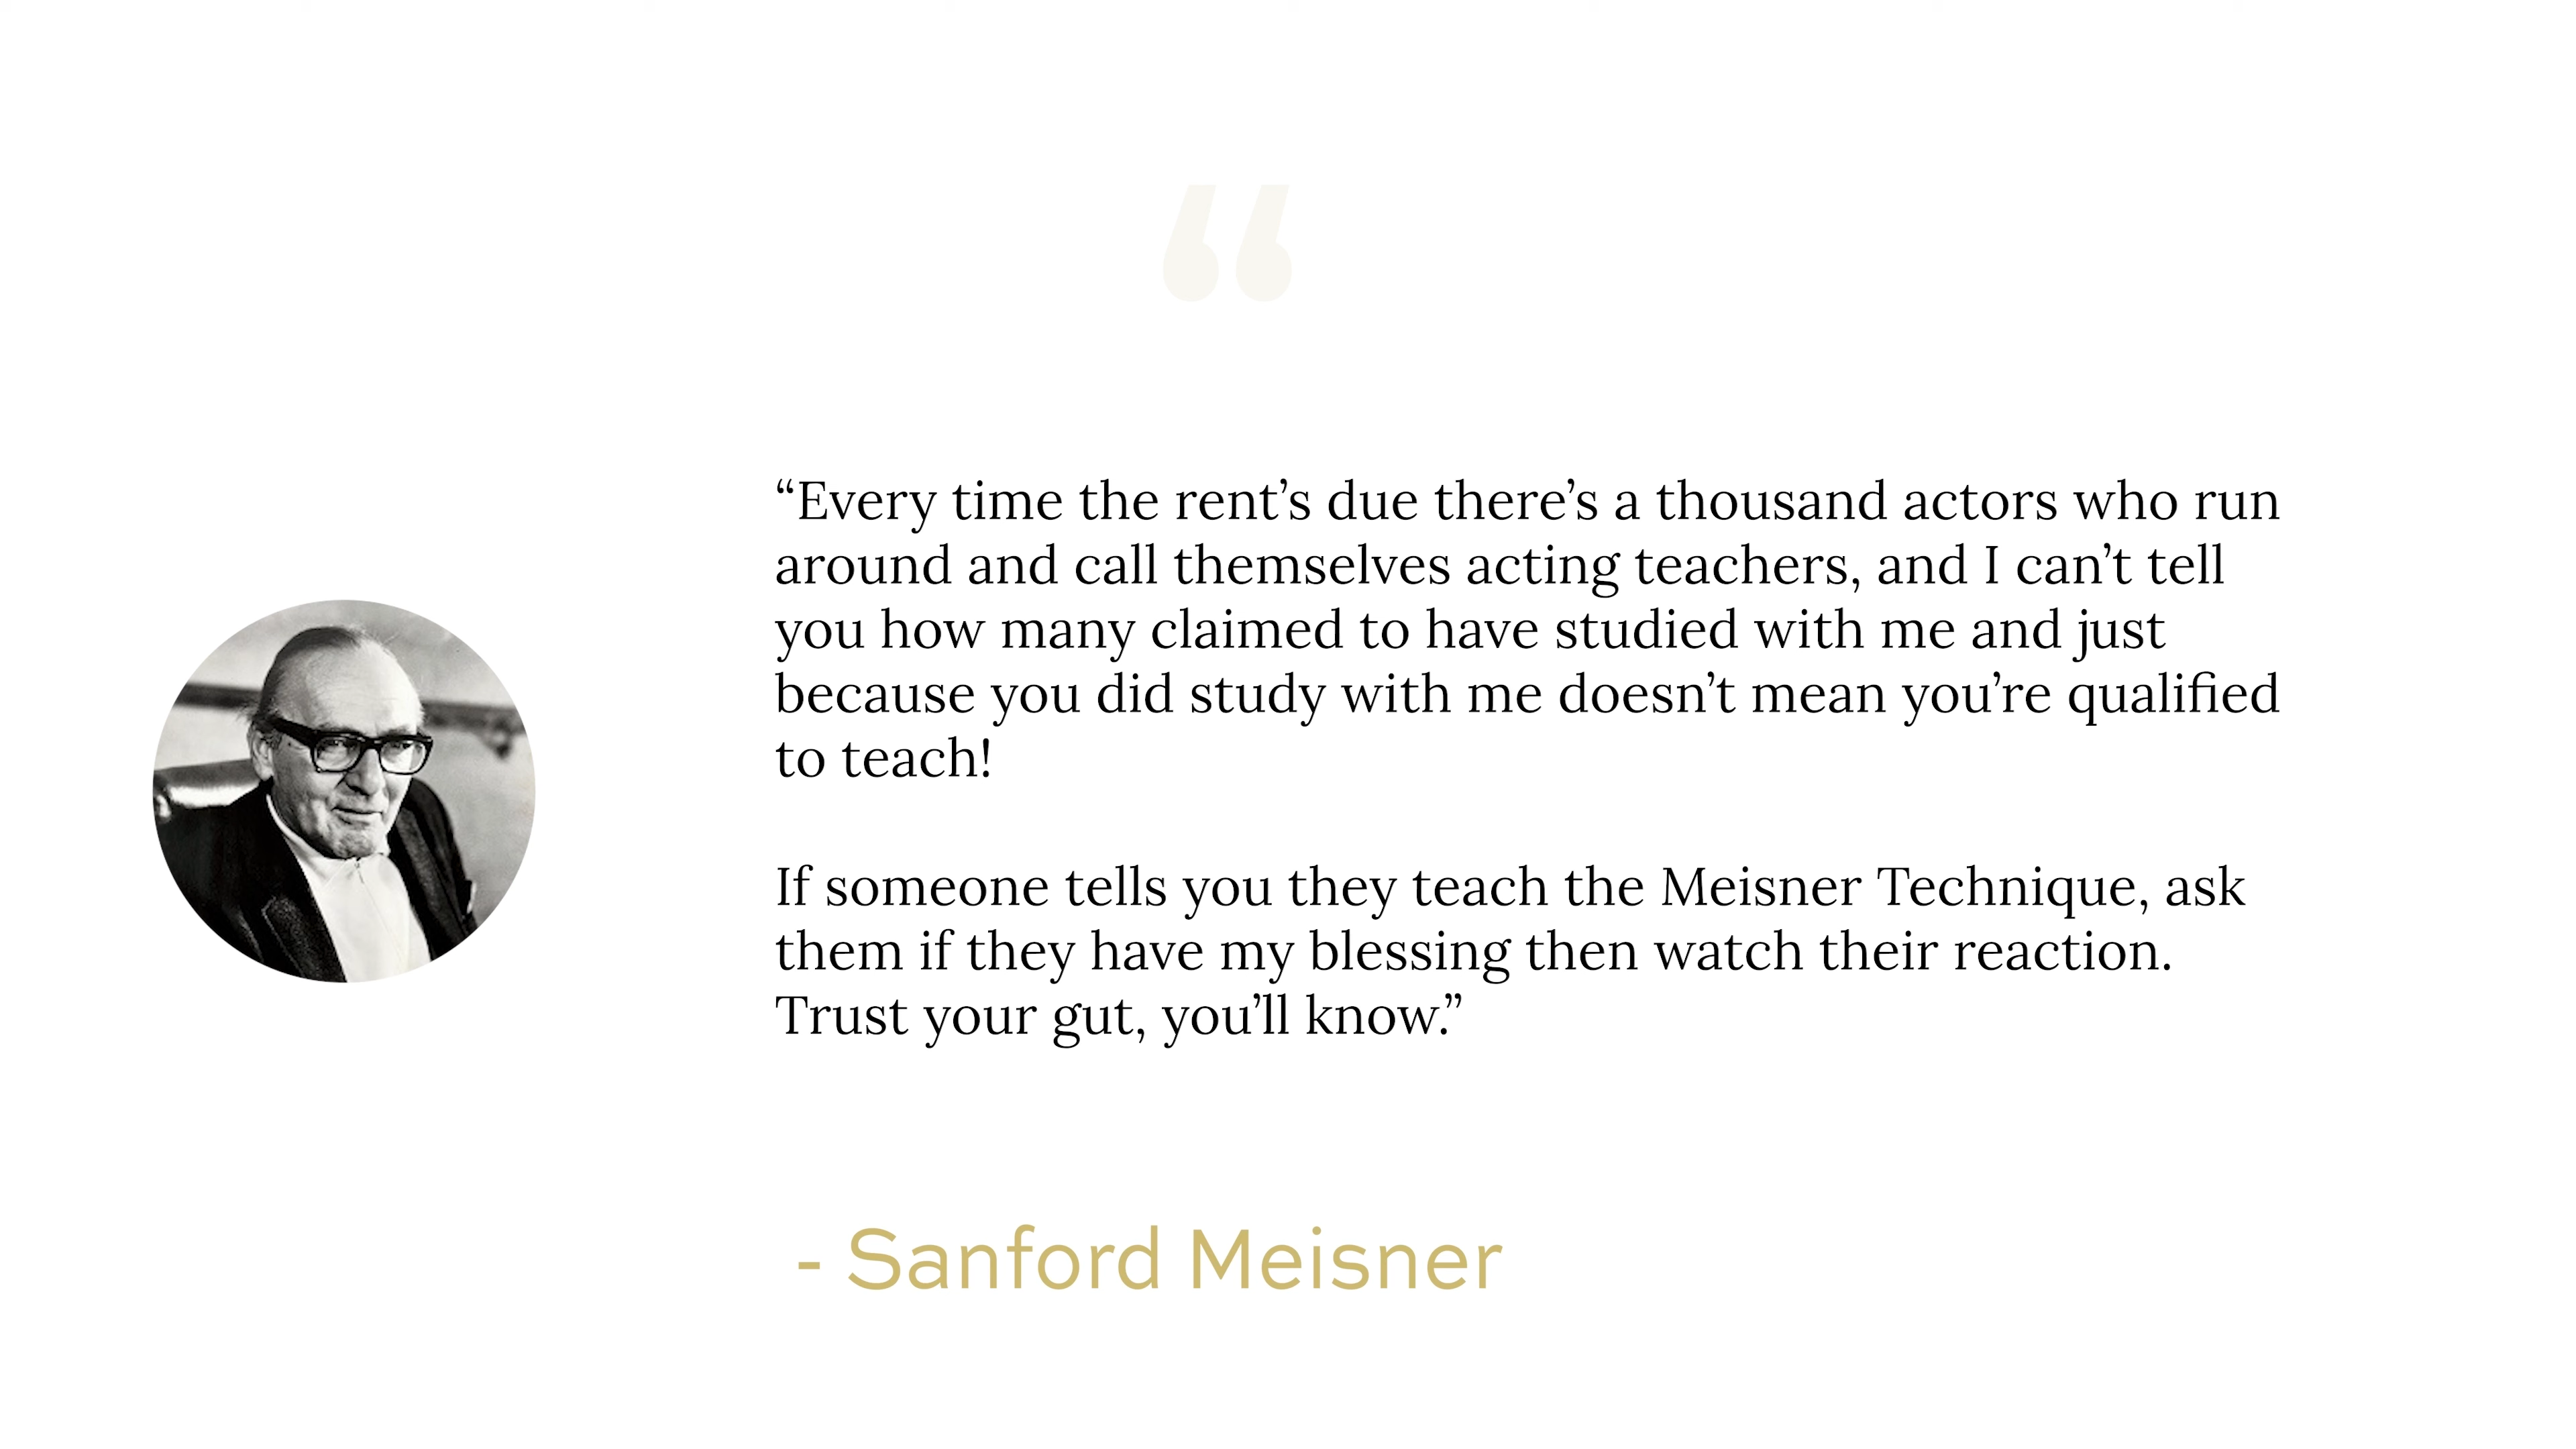 “
“Every time the rent’s due there’s a thousand actors who run
around and call themselves acting teachers, and I can’t tell
you how many claimed to have studied with me and just
because you did study with me doesn’t mean you’re qualified
to teach!
If someone tells you they teach the Meisner Technique, ask
them if they have my blessing then watch their reaction.
Trust your gut, you’ll know.”
- Sanford Meisner